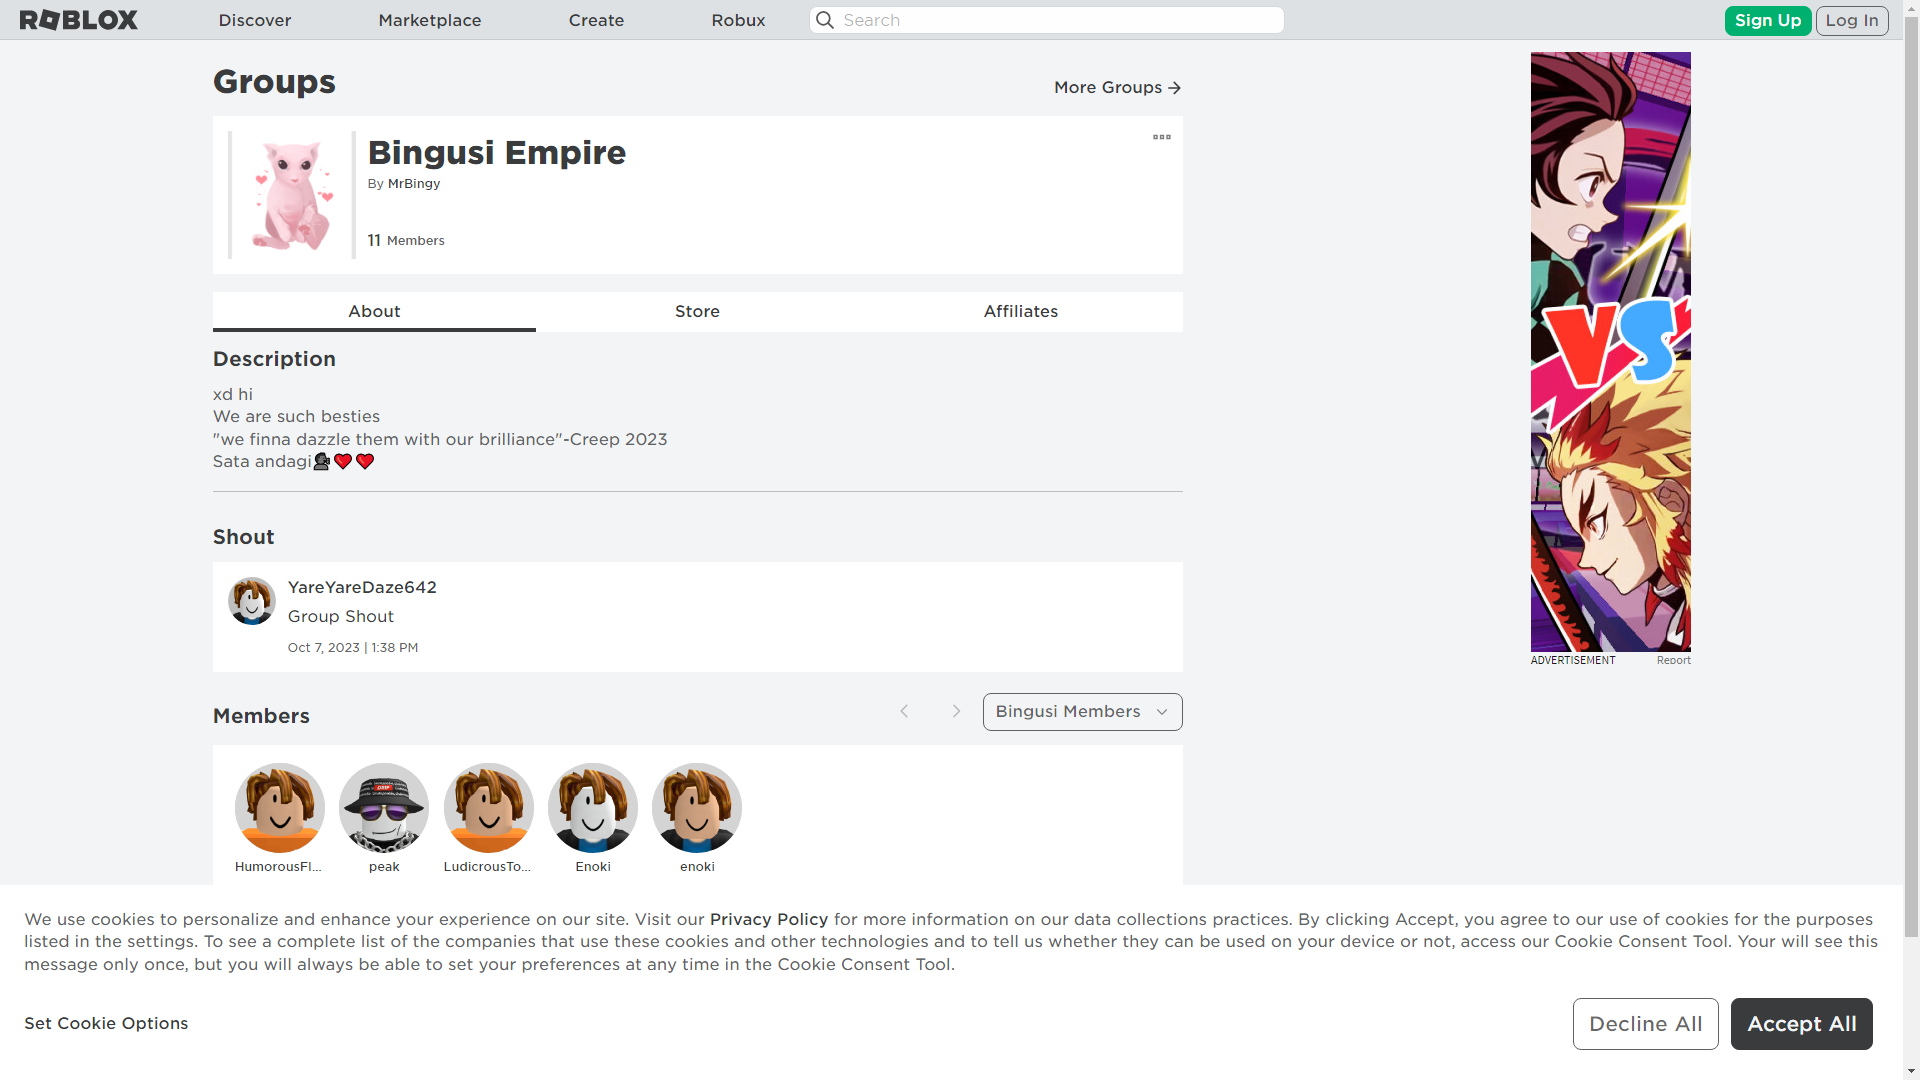 ROBLOX
Discover
Marketplace
Create
Robux
Search
Sign Up
Log In
Groups
More Groups
Bingusi Empire
By MrBingy
11 Members
About
Store
Affiliates
Description
xd hi
We are such besties
"we finna dazzle them with our brilliance"-Creep 2023
Sata andagi🗣️❤️❤️
Shout
YareYareDaze642
Group Shout
Oct 7, 2023 | 1:38 PM
Members
Bingusi Members
HumorousFl...
peak
LudicrousTo...
Enoki
enoki
VS
ADVERTISEMENT
Report
We use cookies to personalize and enhance your experience on our site. Visit our Privacy Policy for more information on our data collections practices. By clicking Accept, you agree to our use of cookies for the purposes
listed in the settings. To see a complete list of the companies that use these cookies and other technologies and to tell us whether they can be used on your device or not, access our Cookie Consent Tool. Your will see this
message only once, but you will always be able to set your preferences at any time in the Cookie Consent Tool.
Set Cookie Options
Decline All
Accept All